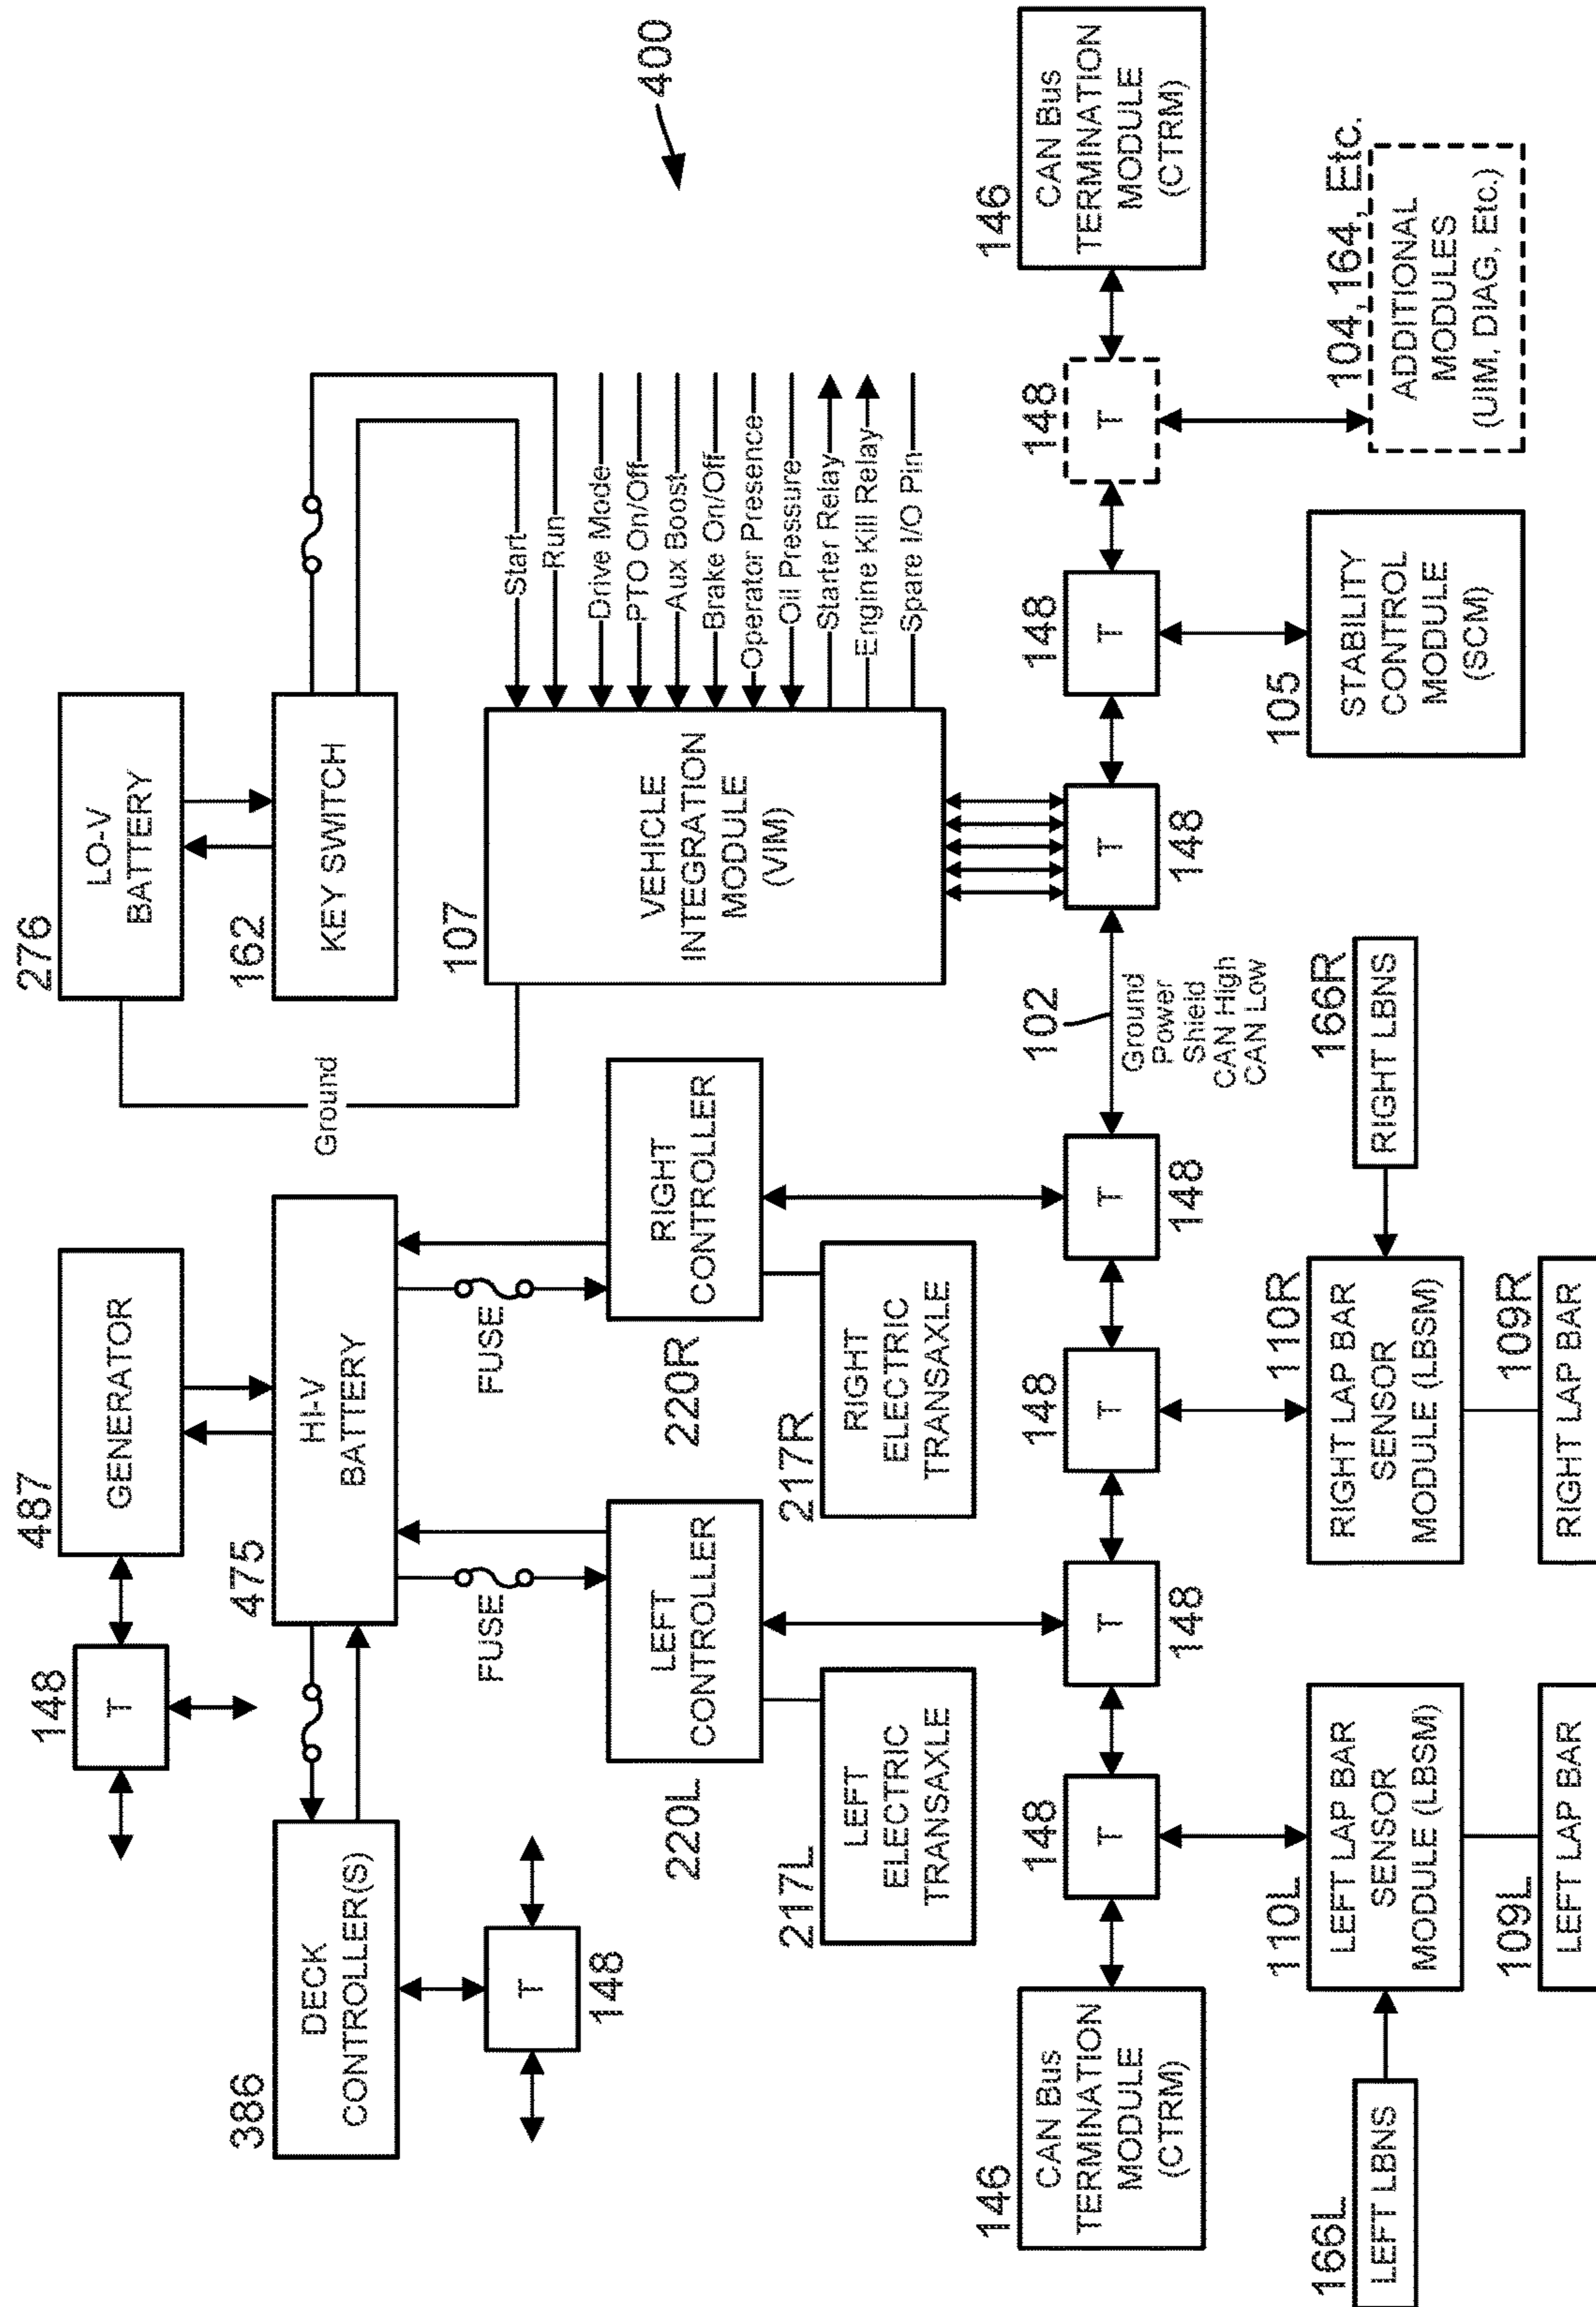 400
276
LO-V
BATTERY
162
KEY SWITCH
Ground
487
GENERATOR
148
T
475
HI-V
BATTERY
386
DECK
CONTROLLER(S)
T
148
FUSE
FUSE
LEFT
CONTROLLER
220L
RIGHT
CONTROLLER
220R
217L
LEFT
ELECTRIC
TRANSAXLE
217R
RIGHT
ELECTRIC
TRANSAXLE
107
VEHICLE
INTEGRATION
MODULE
(VIM)
Start
Run
Drive Mode
PTO On/Off
Aux Boost
Brake On/Off
Operator Presence
Oil Pressure
Starter Relay
Engine Kill Relay
Spare I/O Pin
146
CAN Bus
TERMINATION
MODULE
(CTRM)
148
T
T
148
148
T
T
148
102
Ground
Power
Shield
CAN High
CAN Low
T
148
148
T
148
T
146
CAN Bus
TERMINATION
MODULE
(CTRM)
166L
LEFT LBNS
110L
LEFT LAP BAR
SENSOR
MODULE (LBSM)
109L
LEFT LAP BAR
110R
RIGHT LAP BAR
SENSOR
MODULE (LBSM)
109R
RIGHT LAP BAR
166R
RIGHT LBNS
105
STABILITY
CONTROL
MODULE
(SCM)
104, 164, Etc.
ADDITIONAL
MODULES
(UIM, DIAG, Etc.)